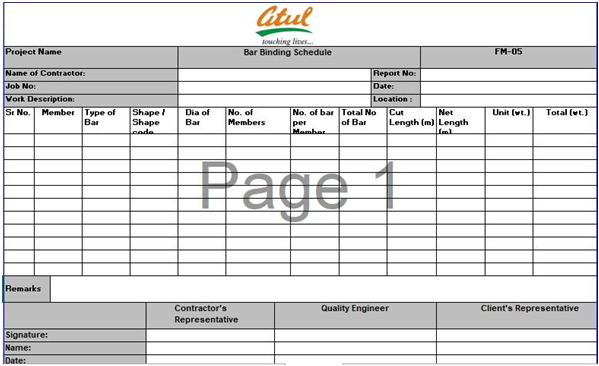 atul
touching lives...
Project Name Bar Binding Schedule FM-05
Name of Contractor: Report No:
Job No: Date:
Work Description: Location :
Sr No. Member Type of Bar Shape / Shape code Dia of Bar No. of Members No. of bar per Member Total No of Bar Cut Length (m) Net Length (m) Unit (wt.) Total (wt.)
Page 1
Remarks
Contractor's Representative Quality Engineer Client's Representative
Signature:
Name:
Date: